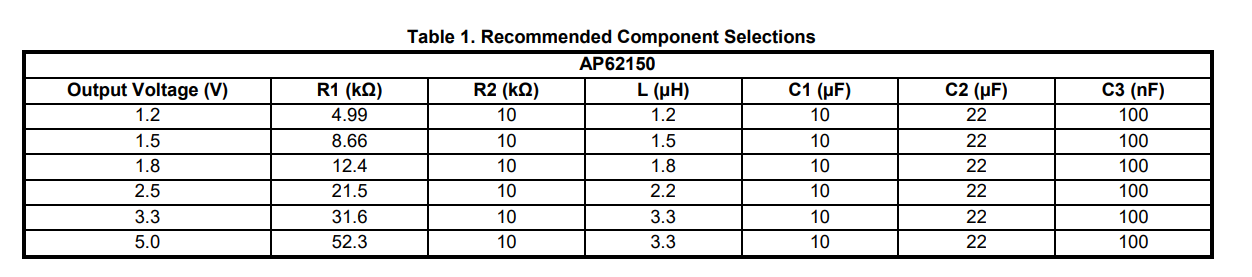 Table 1. Recommended Component Selections
AP62150
Output Voltage (V) R1 (kΩ) R2 (kΩ) L (µH) C1 (µF) C2 (µF) C3 (nF)
1.2 4.99 10 1.2 10 22 100
1.5 8.66 10 1.5 10 22 100
1.8 12.4 10 1.8 10 22 100
2.5 21.5 10 2.2 10 22 100
3.3 31.6 10 3.3 10 22 100
5.0 52.3 10 3.3 10 22 100